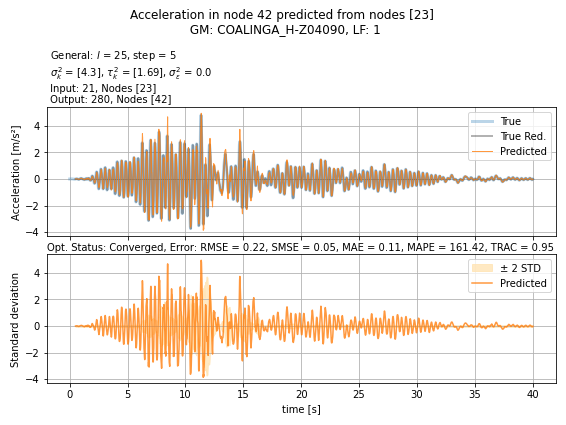 Acceleration in node 42 predicted from nodes [23]
GM: COALINGA_H-Z04090, LF: 1
General: l = 25, step = 5
σ²ₖ = [4.3], τ²ₖ = [1.69], σ²ε = 0.0
Input: 21, Nodes [23]
Output: 280, Nodes [42]
Acceleration [m/s²]
4
2
0
−2
−4
True
True Red.
Predicted
Opt. Status: Converged, Error: RMSE = 0.22, SMSE = 0.05, MAE = 0.11, MAPE = 161.42, TRAC = 0.95
Standard deviation
4
2
0
−2
−4
± 2 STD
Predicted
0 5 10 15 20 25 30 35 40
time [s]